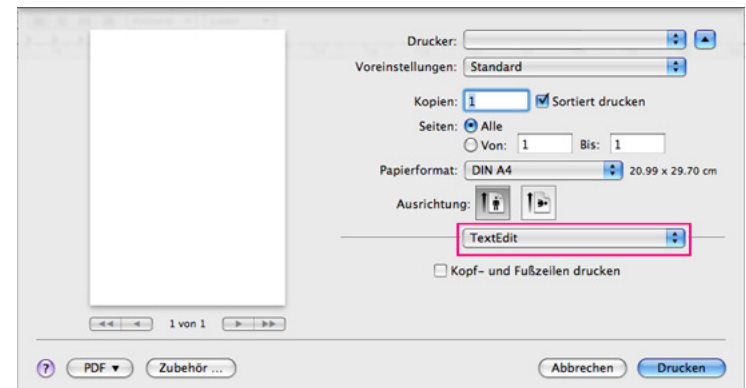 Drucker:
Voreinstellungen: Standard
Kopien: 1 Sortiert drucken
Seiten: Alle
Von: 1 Bis: 1
Papierformat: DIN A4 20.99 x 29.70 cm
Ausrichtung:
TextEdit
Kopf- und Fußzeilen drucken
1 von 1
? PDF ▼ Zubehör ... Abbrechen Drucken